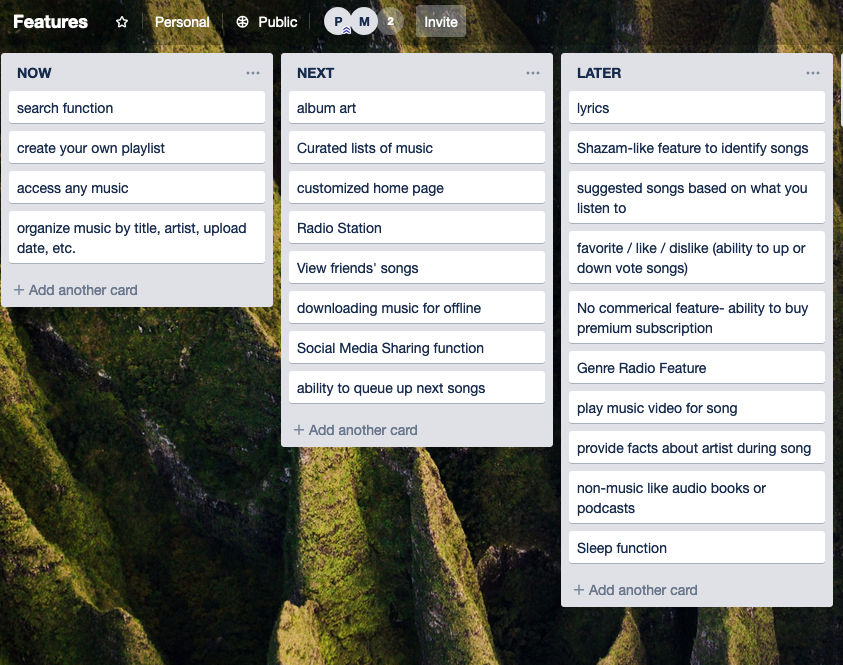 Features Personal Public P M 2 Invite
NOW
search function
create your own playlist
access any music
organize music by title, artist, upload
date, etc.
+ Add another card
NEXT
album art
Curated lists of music
customized home page
Radio Station
View friends' songs
downloading music for offline
Social Media Sharing function
ability to queue up next songs
+ Add another card
LATER
lyrics
Shazam-like feature to identify songs
suggested songs based on what you
listen to
favorite / like / dislike (ability to up or
down vote songs)
No commerical feature- ability to buy
premium subscription
Genre Radio Feature
play music video for song
provide facts about artist during song
non-music like audio books or
podcasts
Sleep function
+ Add another card